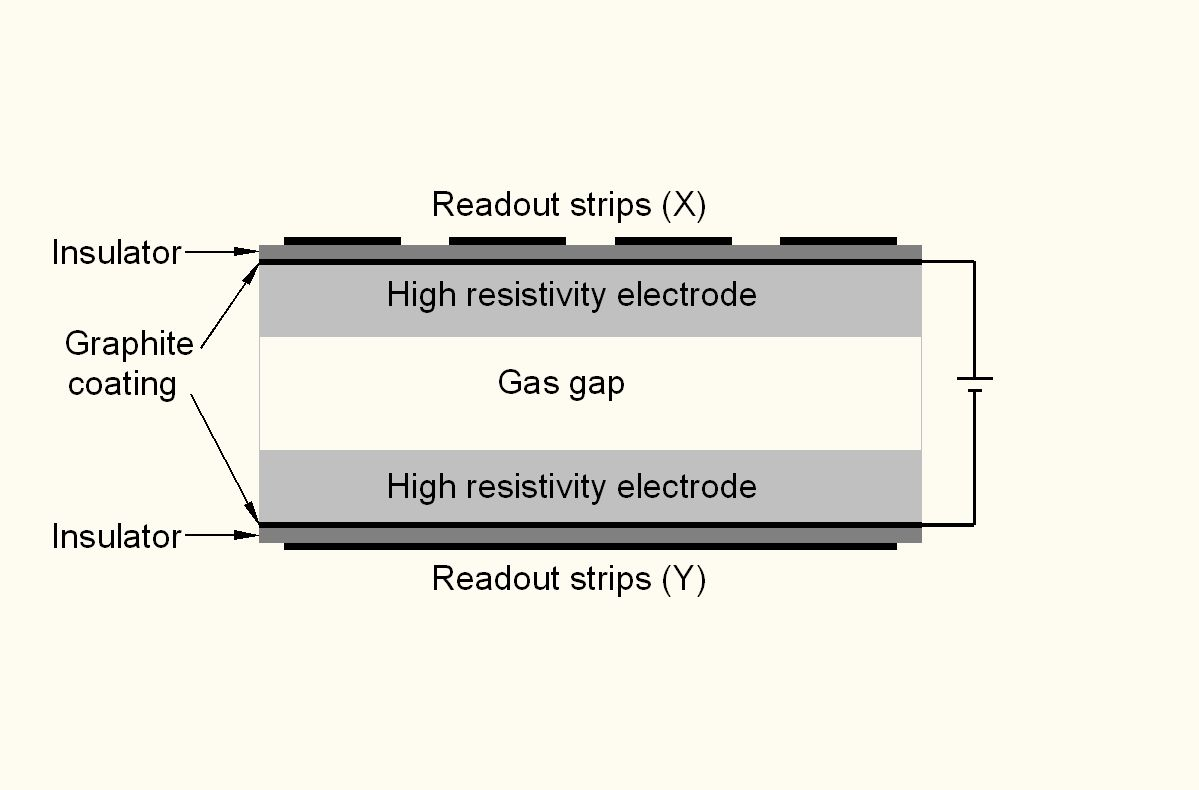 Readout strips (X)
Insulator
High resistivity electrode
Graphite
coating
Gas gap
High resistivity electrode
Insulator
Readout strips (Y)